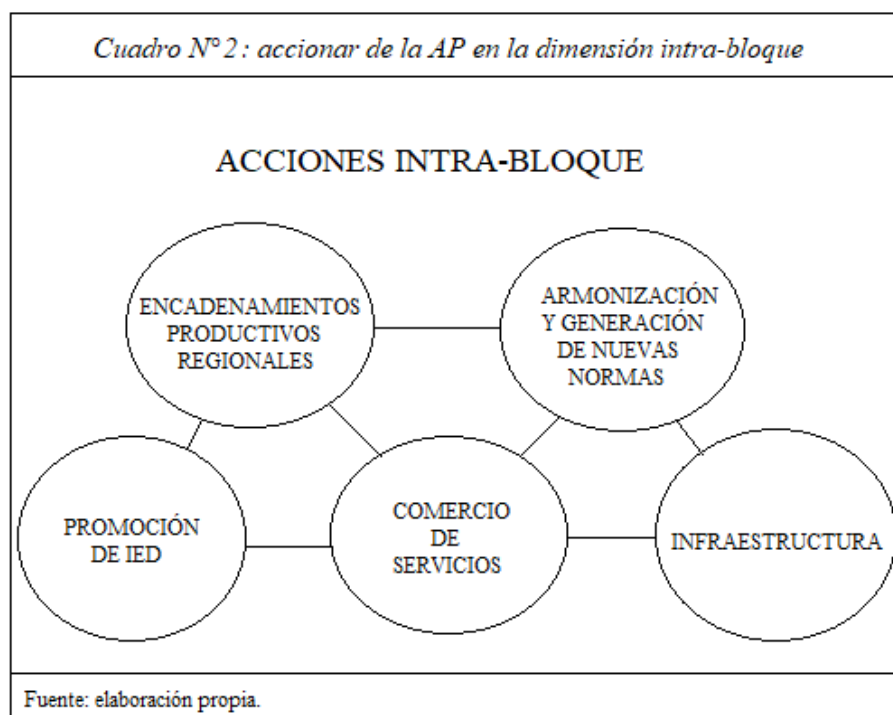 Cuadro N° 2: accionar de la AP en la dimensión intra-bloque
ACCIONES INTRA-BLOQUE
ENCADENAMIENTOS
PRODUCTIVOS
REGIONALES
ARMONIZACIÓN
Y GENERACIÓN
DE NUEVAS
NORMAS
PROMOCIÓN
DE IED
COMERCIO
DE
SERVICIOS
INFRAESTRUCTURA
Fuente: elaboración propia.